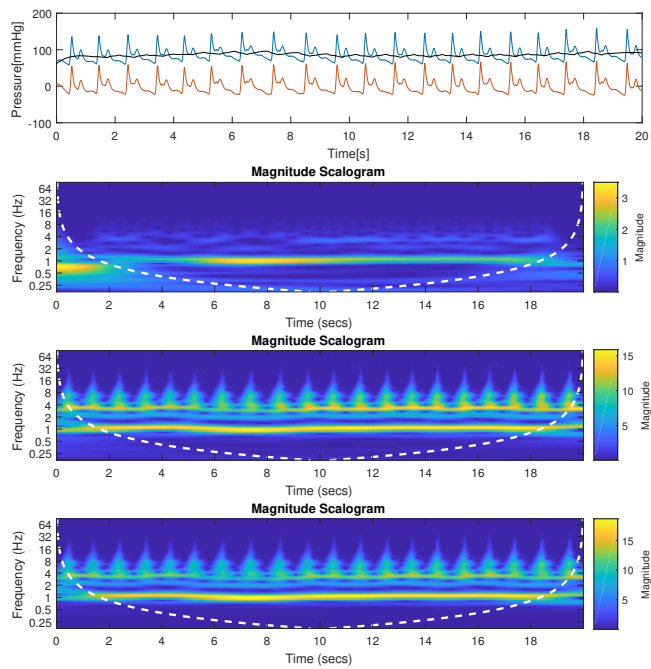 Pressure[mmHg]
200
100
0
-100
0 2 4 6 8 10 12 14 16 18 20
Time[s]
Magnitude Scalogram
Frequency (Hz)
64
36
16
8
4
2
1
0.5
0.25
0 2 4 6 8 10 12 14 16 18
Time (secs)
3
2
1
Magnitude
Magnitude Scalogram
Frequency (Hz)
64
36
16
8
4
2
1
0.5
0.25
0 2 4 6 8 10 12 14 16 18
Time (secs)
15
10
5
Magnitude
Magnitude Scalogram
Frequency (Hz)
64
32
16
8
4
2
1
0.5
0.25
0 2 4 6 8 10 12 14 16 18
Time (secs)
15
10
5
Magnitude